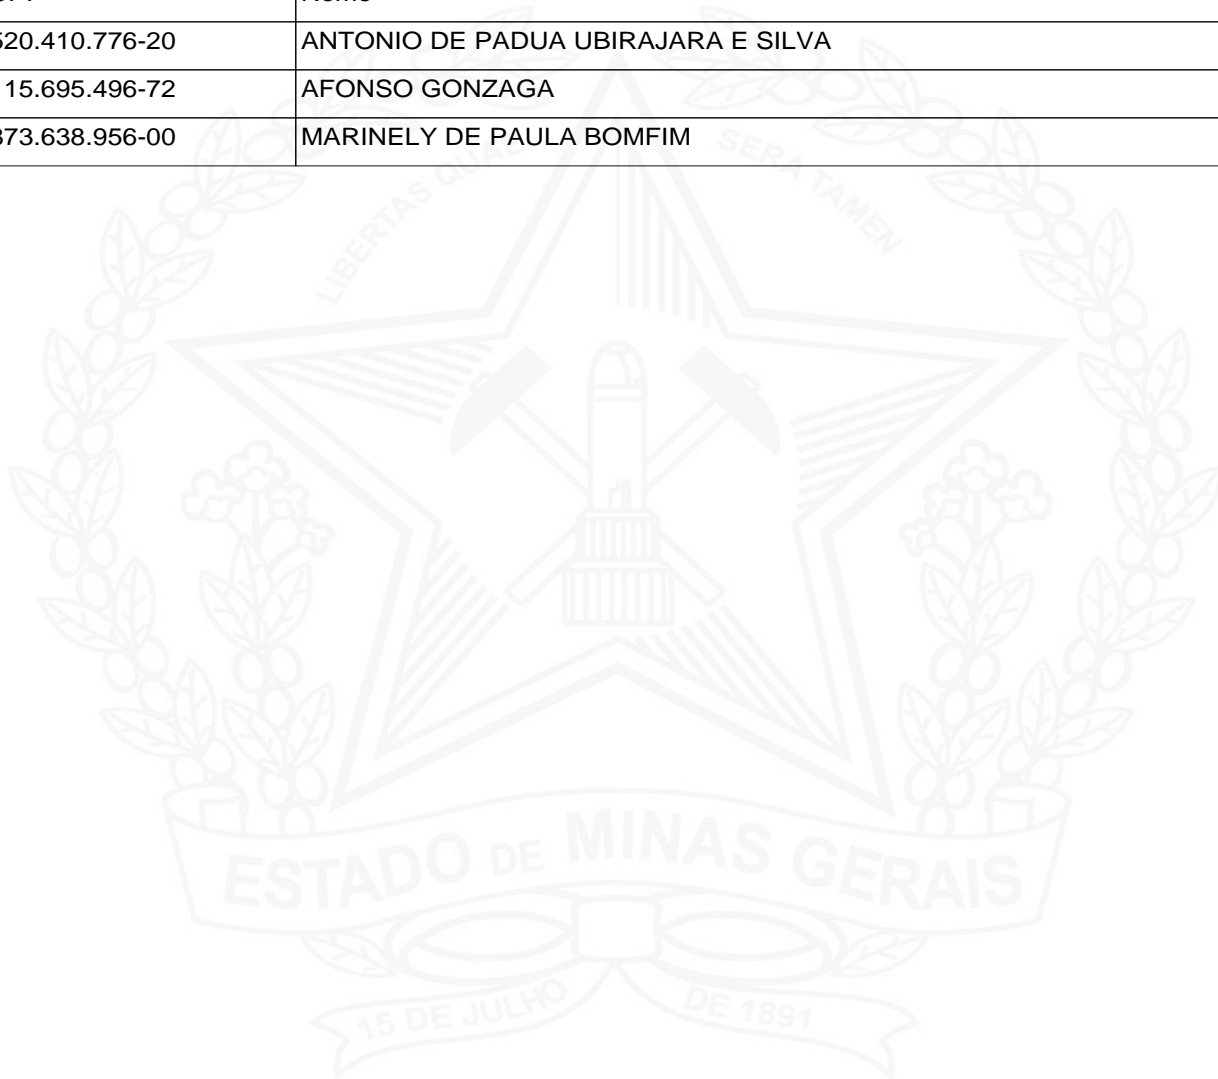 520.410.776-20 ANTONIO DE PADUA UBIRAJARA E SILVA
15.695.496-72 AFONSO GONZAGA
873.638.956-00 MARINELY DE PAULA BOMFIM
LIBERTAS QUAE SERA TAMEN
ESTADO DE MINAS GERAIS
15 DE JULHO DE 1891